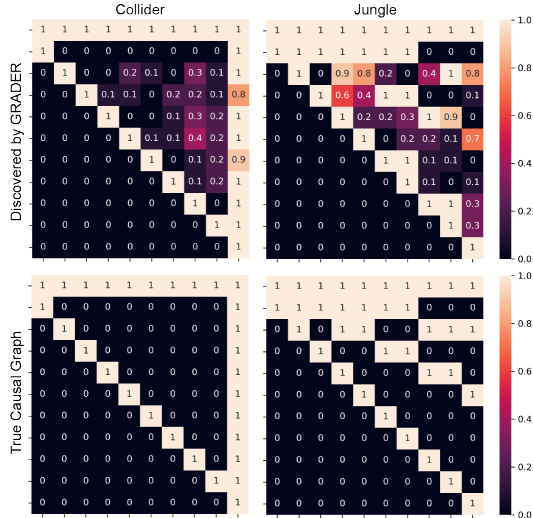 Collider
Jungle
Discovered by GRADER
1 1 1 1 1 1 1 1 1 1
1 0 0 0 0 0 0 0 0 1
0 1 0 0 0.2 0.1 0 0.3 0.1 1
0 0 1 0.1 0.1 0 0.2 0.2 0.1 0.8
0 0 0 1 0 0 0.1 0.3 0.2 1
0 0 0 0 1 0.1 0.1 0.4 0.2 1
0 0 0 0 0 1 0 0.1 0.2 0.9
0 0 0 0 0 0 1 0.1 0.2 1
0 0 0 0 0 0 0 1 0 1
0 0 0 0 0 0 0 0 1 1
0 0 0 0 0 0 0 0 0 1
1 1 1 1 1 1 1 1 1 1
1 1 1 1 1 1 1 0 0 0
0 1 0 0.9 0.8 0.2 0 0.4 1 0.8
0 0 1 0.6 0.4 1 1 0 0 0.1
0 0 0 1 0.2 0.2 0.3 1 0.9 0
0 0 0 0 1 0 0.2 0.2 0.1 0.7
0 0 0 0 0 1 1 0.1 0.1 0
0 0 0 0 0 0 1 0.1 0 0.1
0 0 0 0 0 0 0 1 1 0.3
0 0 0 0 0 0 0 0 1 0.3
0 0 0 0 0 0 0 0 0 1
1.0
0.8
0.6
0.4
0.2
0.0
True Causal Graph
1 1 1 1 1 1 1 1 1 1
1 0 0 0 0 0 0 0 0 1
0 1 0 0 0 0 0 0 0 1
0 0 1 0 0 0 0 0 0 1
0 0 0 1 0 0 0 0 0 1
0 0 0 0 1 0 0 0 0 1
0 0 0 0 0 1 0 0 0 1
0 0 0 0 0 0 1 0 0 1
0 0 0 0 0 0 0 1 0 1
0 0 0 0 0 0 0 0 1 1
0 0 0 0 0 0 0 0 0 1
1 1 1 1 1 1 1 1 1 1
1 1 1 1 1 1 1 0 0 0
0 1 0 1 1 0 0 1 1 1
0 0 1 0 0 1 1 0 0 0
0 0 0 1 0 0 0 1 1 0
0 0 0 0 1 0 0 0 0 1
0 0 0 0 0 1 0 0 0 0
0 0 0 0 0 0 1 0 0 0
0 0 0 0 0 0 0 1 0 0
0 0 0 0 0 0 0 0 1 0
0 0 0 0 0 0 0 0 0 1
1.0
0.8
0.6
0.4
0.2
0.0